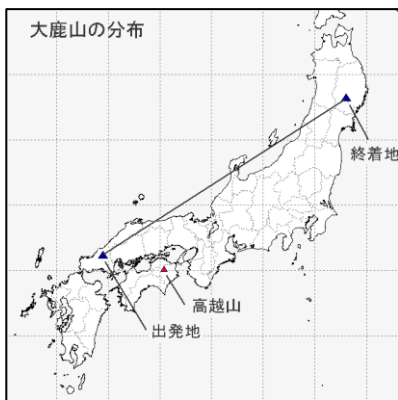 大鹿山の分布
終着地
高越山
出発地